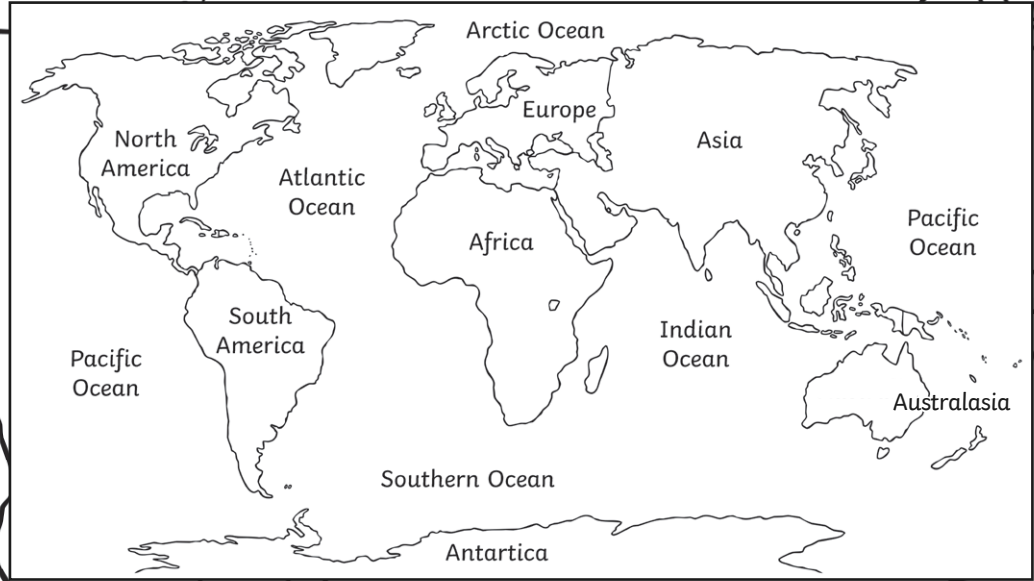 Arctic Ocean
Europe
North
America
Asia
Atlantic
Ocean
Africa
Pacific
Ocean
South
America
Indian
Ocean
Pacific
Ocean
Australasia
Southern Ocean
Antartica